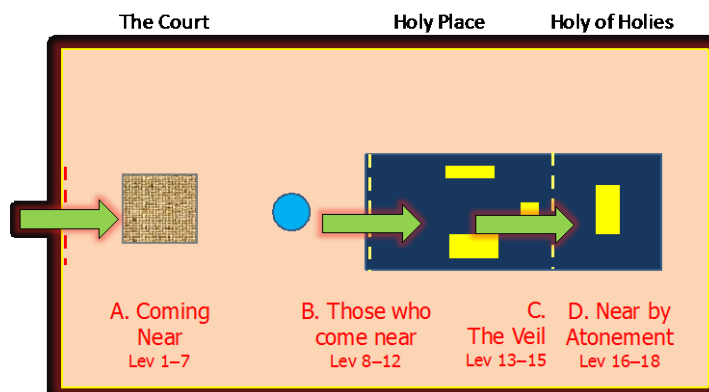 The Court
Holy Place
Holy of Holies
A. Coming
Near
Lev 1–7
B. Those who
come near
Lev 8–12
C.
The Veil
Lev 13–15
D. Near by
Atonement
Lev 16–18